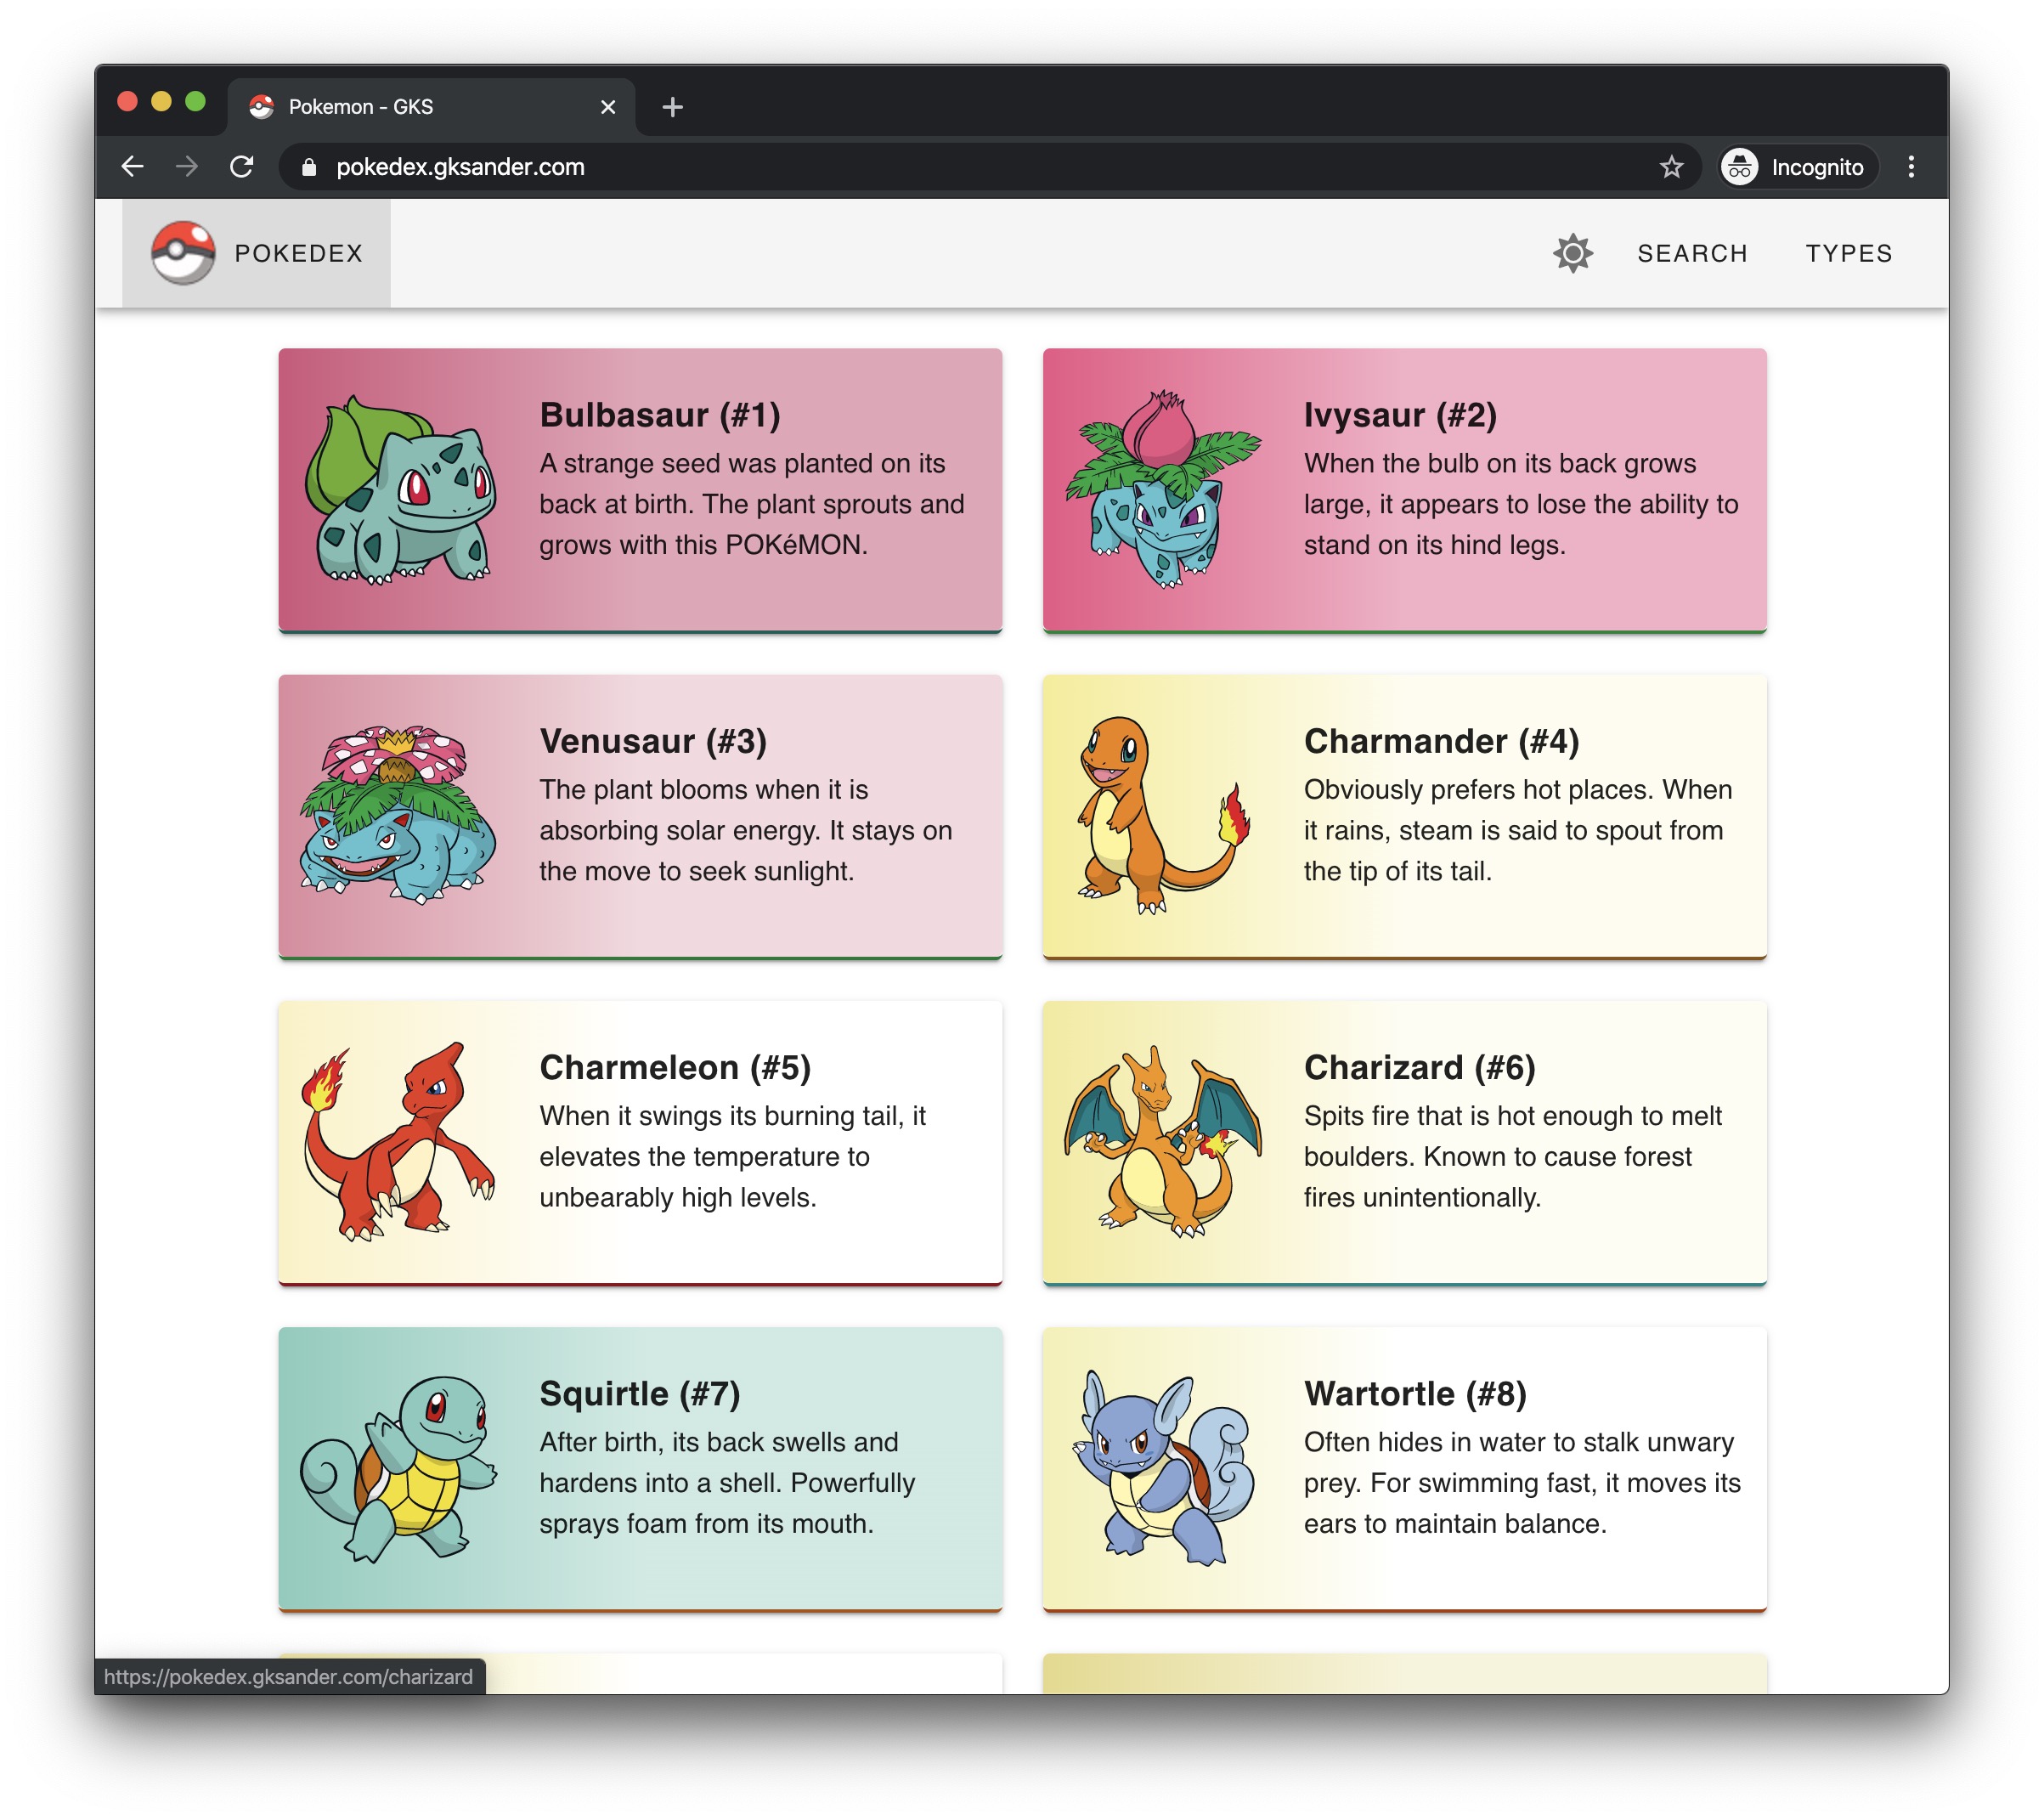 Pokemon - GKS
pokedex.gksander.com
Incognito
POKEDEX
SEARCH
TYPES
Bulbasaur (#1)
A strange seed was planted on its
back at birth. The plant sprouts and
grows with this POKéMON.
Ivysaur (#2)
When the bulb on its back grows
large, it appears to lose the ability to
stand on its hind legs.
Venusaur (#3)
The plant blooms when it is
absorbing solar energy. It stays on
the move to seek sunlight.
Charmander (#4)
Obviously prefers hot places. When
it rains, steam is said to spout from
the tip of its tail.
Charmeleon (#5)
When it swings its burning tail, it
elevates the temperature to
unbearably high levels.
Charizard (#6)
Spits fire that is hot enough to melt
boulders. Known to cause forest
fires unintentionally.
Squirtle (#7)
After birth, its back swells and
hardens into a shell. Powerfully
sprays foam from its mouth.
Wartortle (#8)
Often hides in water to stalk unwary
prey. For swimming fast, it moves its
ears to maintain balance.
https://pokedex.gksander.com/charizard